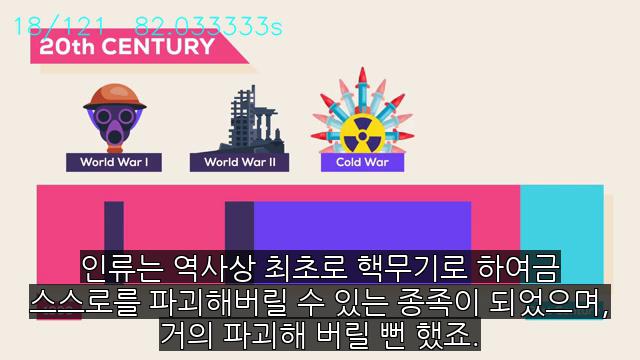 18/121 82.033333s
20th CENTURY
World War I
World War II
Cold War
인류는 역사상 최초로 핵무기로 하여금
스스로를 파괴해버릴 수 있는 종족이 되었으며,
거의 파괴해 버릴 뻔 했죠.